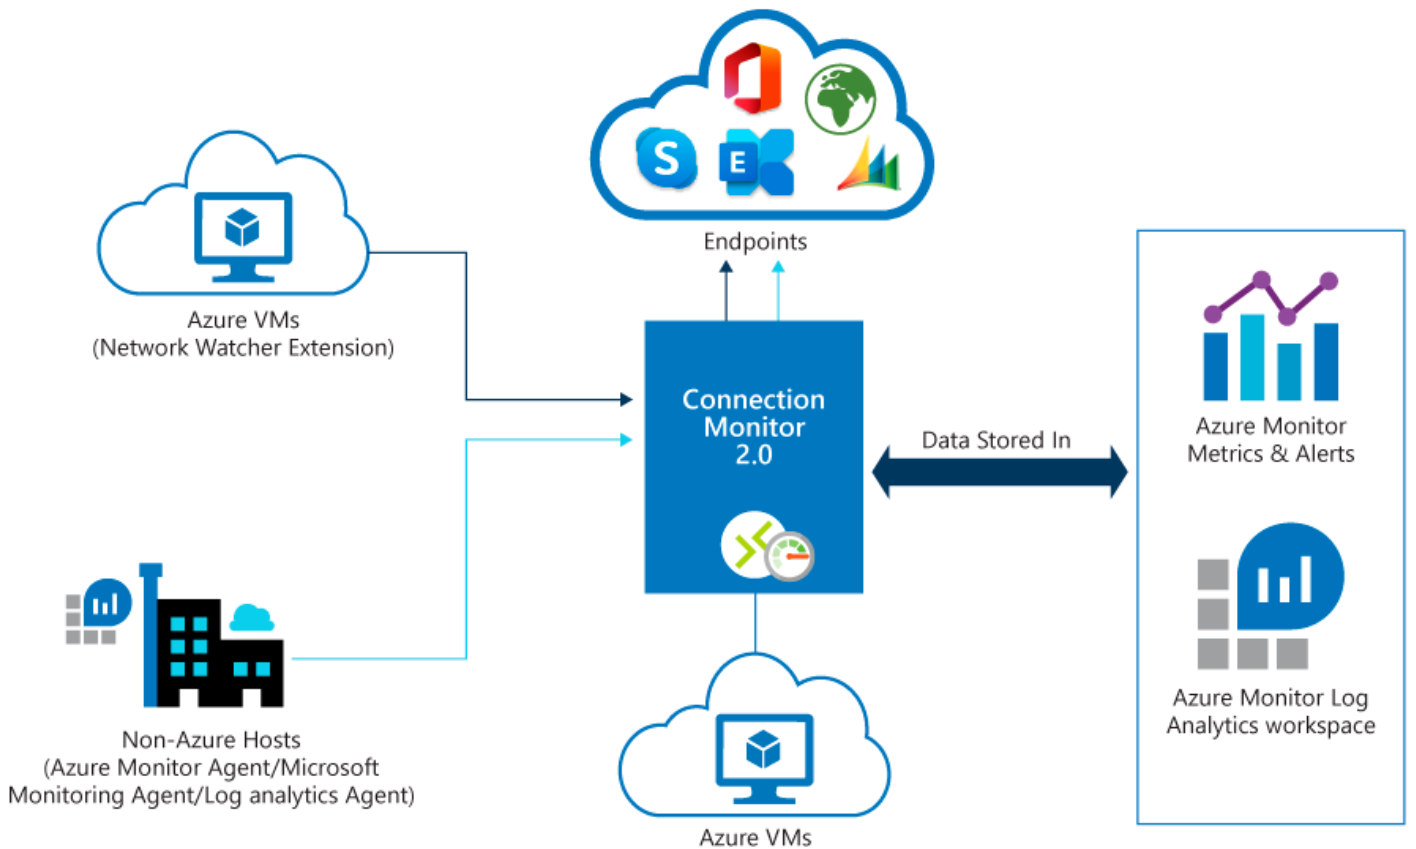 S
E
Endpoints
Azure VMs
(Network Watcher Extension)
Connection
Monitor
2.0
Data Stored In
Azure Monitor
Metrics & Alerts
Non-Azure Hosts
(Azure Monitor Agent/Microsoft
Monitoring Agent/Log analytics Agent)
Azure VMs
Azure Monitor Log
Analytics workspace